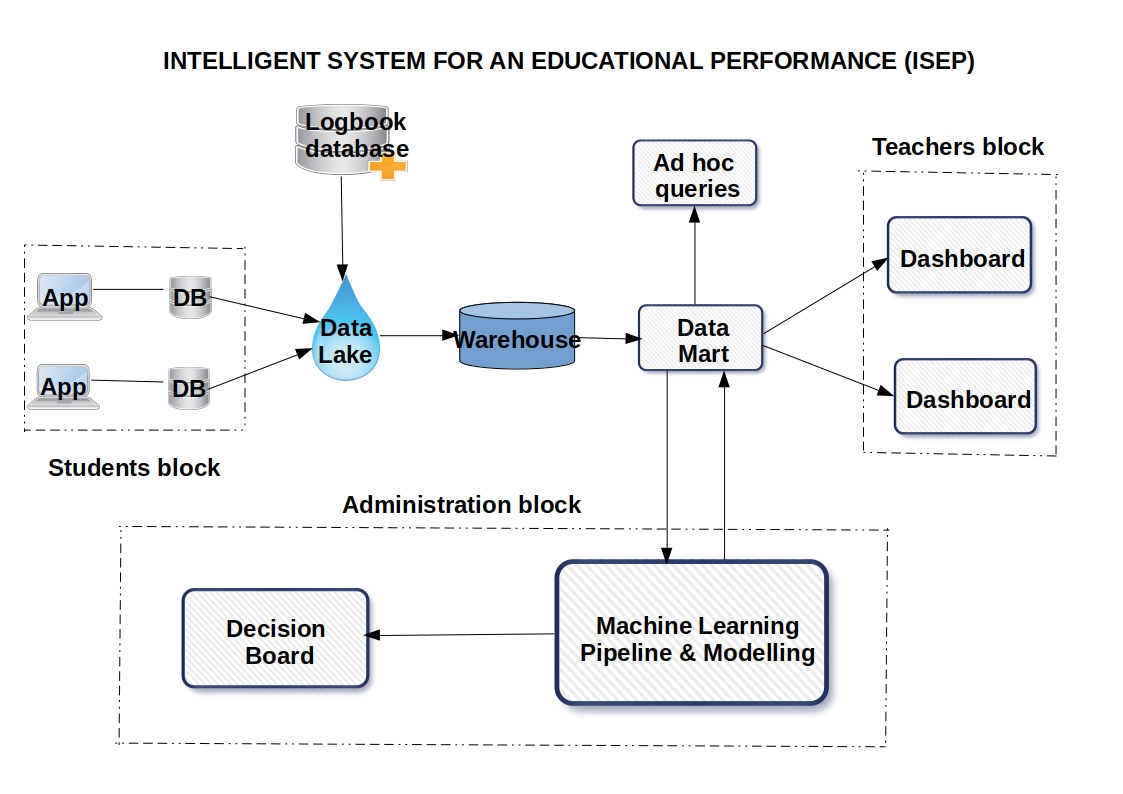 INTELLIGENT SYSTEM FOR AN EDUCATIONAL PERFORMANCE (ISEP)
Logbook
database
Ad hoc
queries
Teachers block
Dashboard
App
DB
Data
Lake
Warehouse
Data
Mart
App
DB
Dashboard
Students block
Administration block
Decision
Board
Machine Learning
Pipeline & Modelling